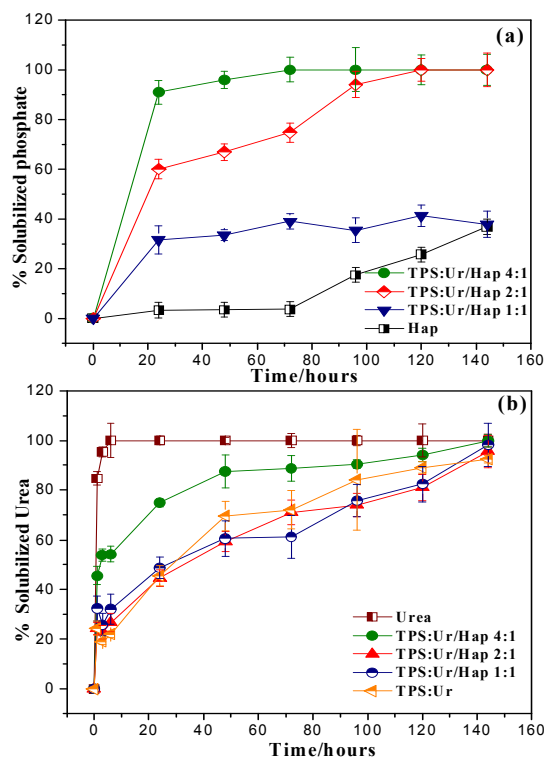 (a)
120
100
80
60
40
20
0
% Solubilized phosphate
TPS:Ur/Hap 4:1
TPS:Ur/Hap 2:1
TPS:Ur/Hap 1:1
Hap
0 20 40 60 80 100 120 140 160
Time/hours
(b)
120
100
80
60
40
20
0
% Solubilized Urea
Urea
TPS:Ur/Hap 4:1
TPS:Ur/Hap 2:1
TPS:Ur/Hap 1:1
TPS:Ur
0 20 40 60 80 100 120 140 160
Time/hours